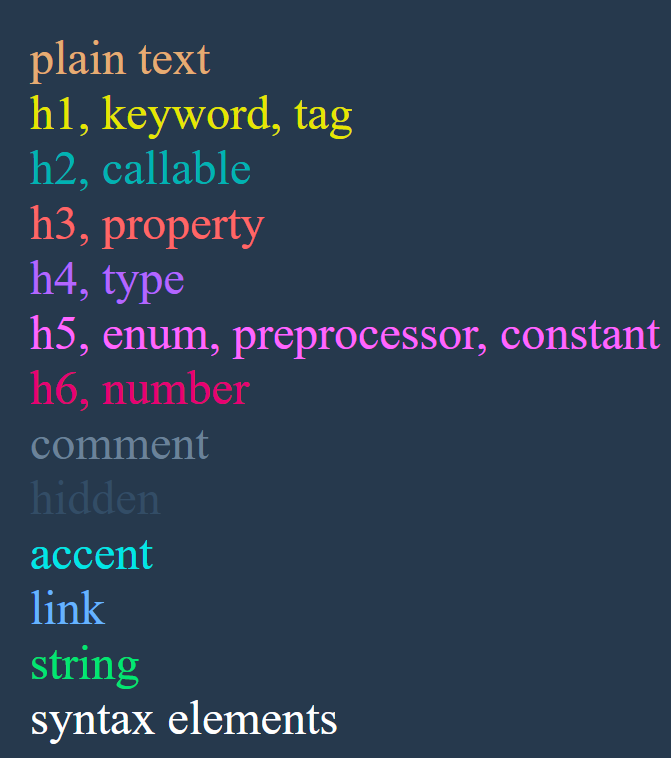 plain text
h1, keyword, tag
h2, callable
h3, property
h4, type
h5, enum, preprocessor, constant
h6, number
comment
hidden
accent
link
string
syntax elements